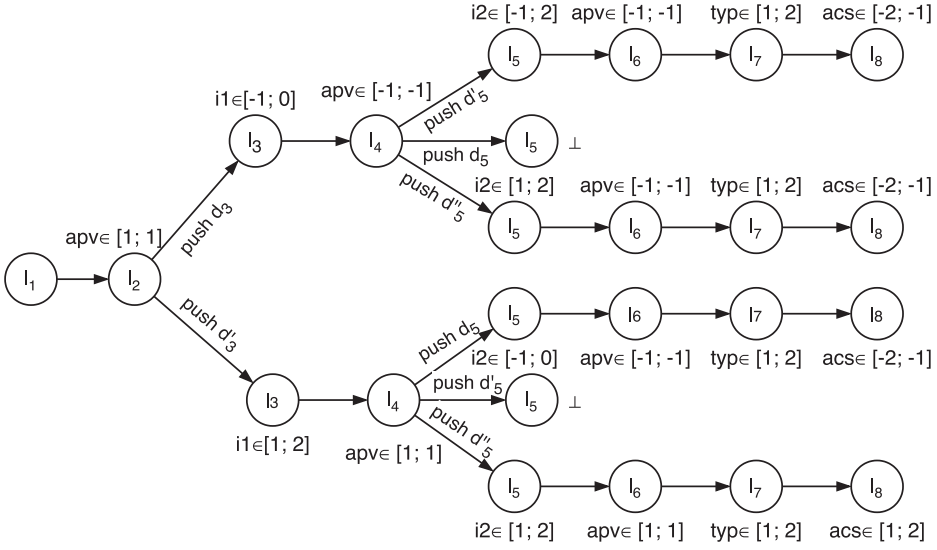 i2∈ [-1; 2] apv∈ [-1; -1] typ∈ [1; 2] acs∈ [-2; -1]
l5 l6 l7 l8
apv∈ [-1; -1]
push d'5
i1∈[-1; 0]
l3 l4 push d5 l5 ⊥
push d''5
i2∈ [1; 2] apv∈ [-1; -1] typ∈ [1; 2] acs∈ [-2; -1]
l5 l6 l7 l8
push d3
apv∈ [1; 1]
l1 l2
push d'3
l5 l6 l7 l8
push d5
i2∈ [-1; 0] apv∈ [-1; -1] typ∈ [1; 2] acs∈ [-2; -1]
push d'5
l3 l4 l5 ⊥
push d''5
i1∈[1; 2]
apv∈ [1; 1]
l5 l6 l7 l8
i2∈ [1; 2] apv∈ [1; 1] typ∈ [1; 2] acs∈ [1; 2]